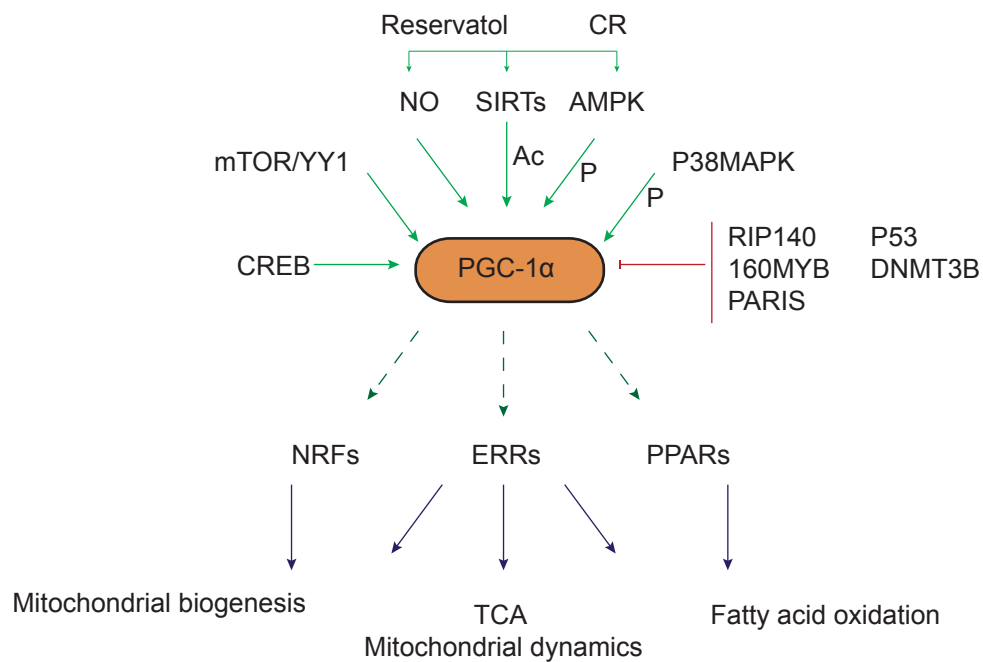 Reservatol CR
NO SIRTs AMPK
Ac
P
mTOR/YY1
P38MAPK
P
RIP140 P53
CREB
PGC-1α
160MYB DNMT3B
PARIS
NRFs ERRs PPARs
Mitochondrial biogenesis
TCA
Fatty acid oxidation
Mitochondrial dynamics